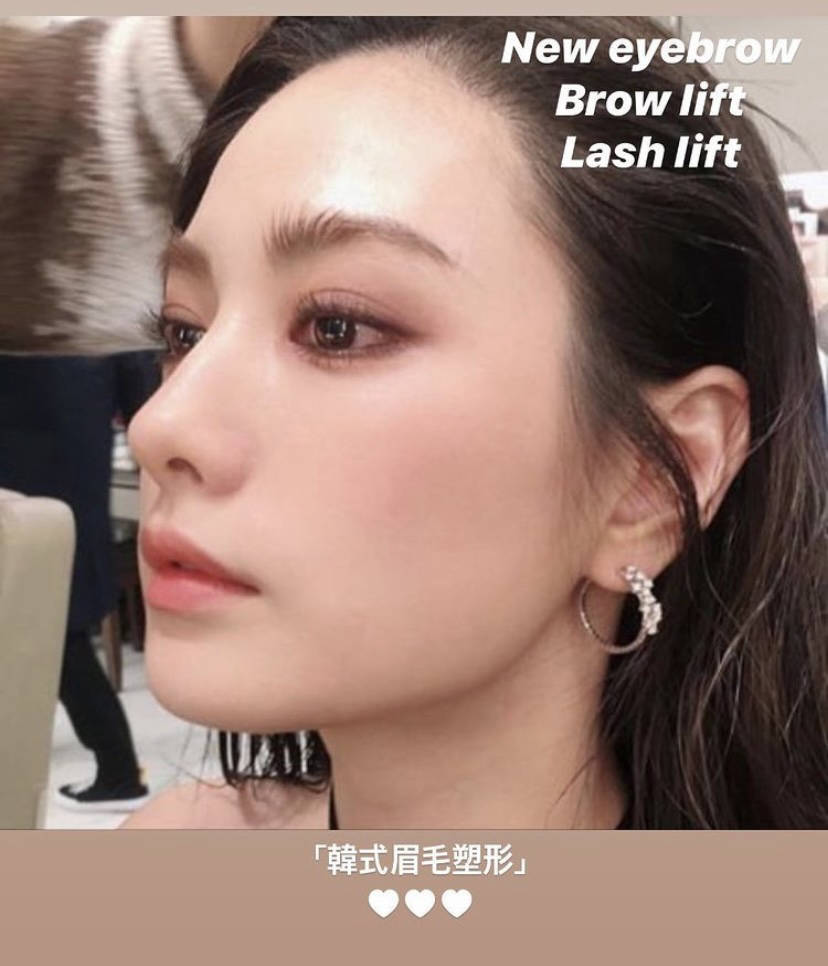 New eyebrow
Brow lift
Lash lift
「韓式眉毛塑形」